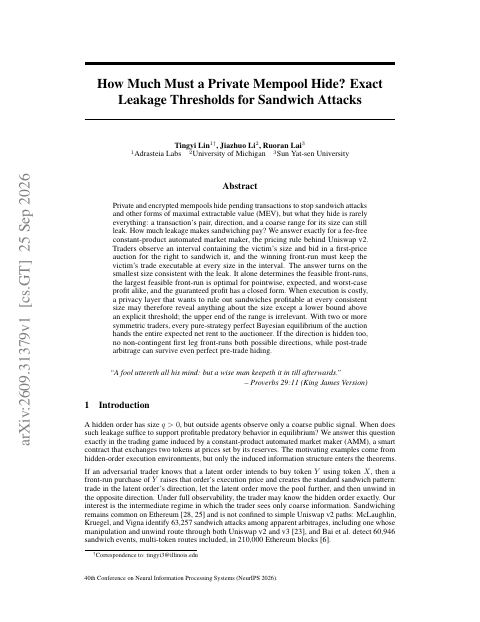 How Much Must a Private Mempool Hide? Exact
Leakage Thresholds for Sandwich Attacks
Tingyi Lin¹†, Jiazhuo Li², Ruoran Lai³
¹Adrasteia Labs ²University of Michigan ³Sun Yat-sen University
Abstract
Private and encrypted mempools hide pending transactions to stop sandwich attacks
and other forms of maximal extractable value (MEV), but what they hide is rarely
everything: a transaction's pair, direction, and a coarse range for its size can still
leak. How much leakage makes sandwiching pay? We answer exactly for a fee-free
constant-product automated market maker, the pricing rule behind Uniswap v2.
Traders observe an interval containing the victim's size and bid in a first-price
auction for the right to sandwich it, and the winning front-run must keep the
victim's trade executable at every size in the interval. The answer turns on the
smallest size consistent with the leak. It alone determines the feasible front-runs,
the largest feasible front-run is optimal for pointwise, expected, and worst-case
profit alike, and the guaranteed profit has a closed form. When execution is costly,
a privacy layer that wants to rule out sandwiches profitable at every consistent
size may therefore reveal anything about the size except a lower bound above
an explicit threshold; the upper end of the range is irrelevant. With two or more
symmetric traders, every pure-strategy perfect Bayesian equilibrium of the auction
hands the entire expected net rent to the auctioneer. If the direction is hidden too,
no non-contingent first leg front-runs both possible directions, while post-trade
arbitrage can survive even perfect pre-trade hiding.
"A fool uttereth all his mind: but a wise man keepeth it in till afterwards."
– Proverbs 29:11 (King James Version)
1 Introduction
A hidden order has size q > 0, but outside agents observe only a coarse public signal. When does
such leakage suffice to support profitable predatory behavior in equilibrium? We answer this question
exactly in the trading game induced by a constant-product automated market maker (AMM), a smart
contract that exchanges two tokens at prices set by its reserves. The motivating examples come from
hidden-order execution environments, but only the induced information structure enters the theorems.
If an adversarial trader knows that a latent order intends to buy token Y using token X, then a
front-run purchase of Y raises that order's execution price and creates the standard sandwich pattern:
trade in the latent order's direction, let the latent order move the pool further, and then unwind in
the opposite direction. Under full observability, the trader may know the hidden order exactly. Our
interest is the intermediate regime in which the trader sees only coarse information. Sandwiching
remains common on Ethereum [28, 25] and is not confined to simple Uniswap v2 paths: McLaughlin,
Kruegel, and Vigna identify 63,257 sandwich attacks among apparent arbitrages, including one whose
manipulation and unwind route through both Uniswap v2 and v3 [23], and Bai et al. detect 60,946
sandwich events, multi-token routes included, in 210,000 Ethereum blocks [6].
†Correspondence to: tingyi3@illinois.edu
40th Conference on Neural Information Processing Systems (NeurIPS 2026).
arXiv:2609.31379v1 [cs.GT] 25 Sep 2026